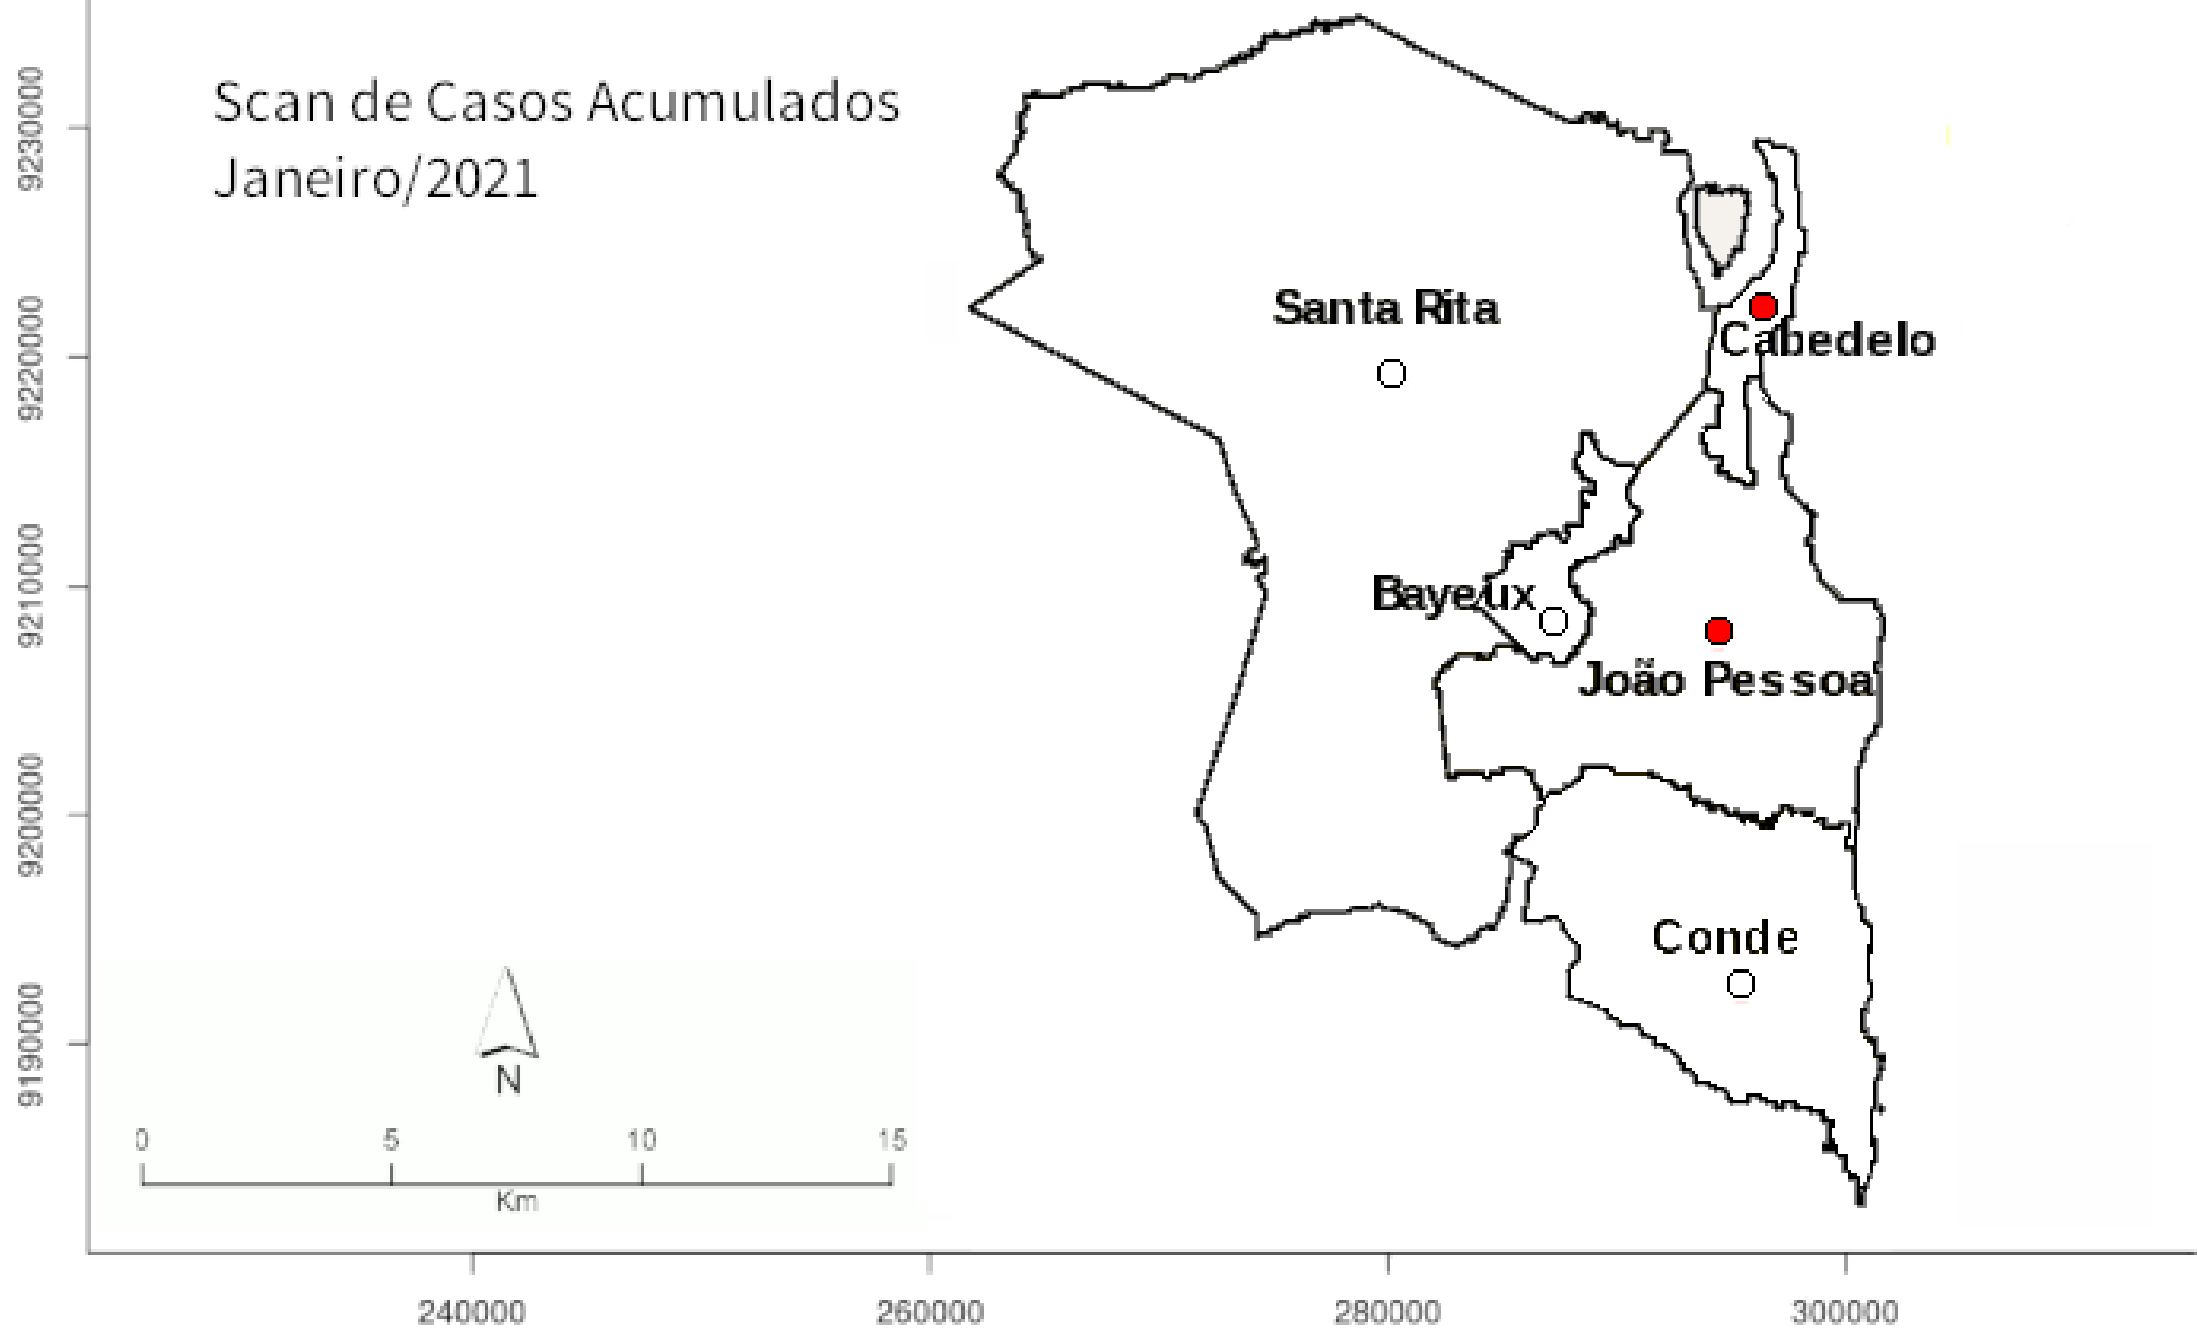 Scan de Casos Acumulados
Janeiro/2021
9230000
9220000
9210000
9200000
9190000
Santa Rita
Cabedelo
Bayeux
João Pessoa
Conde
N
0 5 10 15
Km
240000 260000 280000 300000